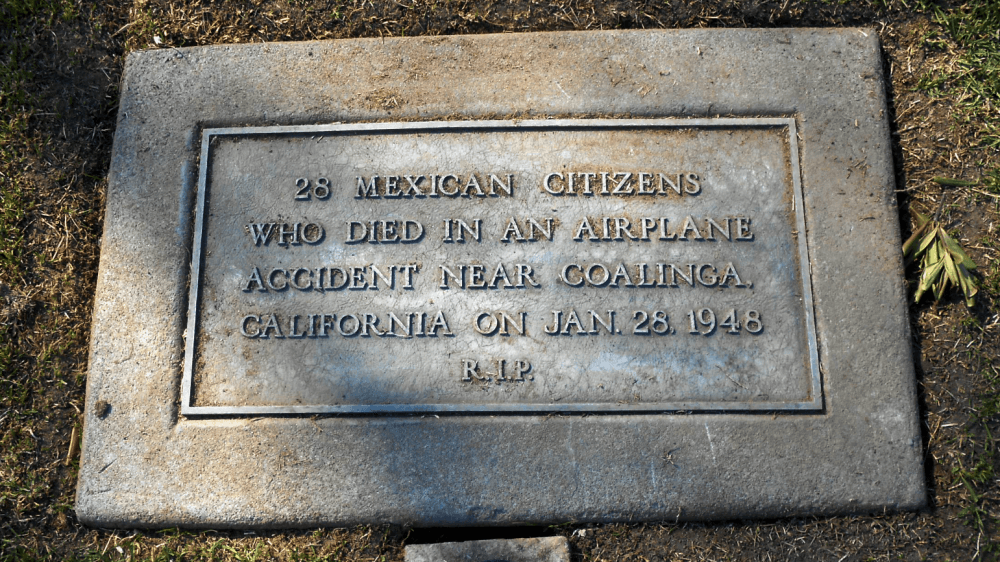 28 MEXICAN CITIZENS
WHO DIED IN AN AIRPLANE
ACCIDENT NEAR COALINGA,
CALIFORNIA ON JAN. 28, 1948
R.I.P.